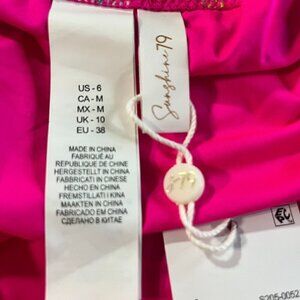 Sunshine 79
US - 6
CA - M
MX - M
UK - 10
EU - 38
MADE IN CHINA
FABRIQUÉ AU
REPUBLIQUE DE CHINE
HERGESTELLT IN CHINA
FABBRICATI IN CINESE
HECHO EN CHINA
FREMSTILLATI I KINA
MAAKTEN IN CHINA
FABRICADO EM CHINA
СДЕЛАНО В КИТАЕ